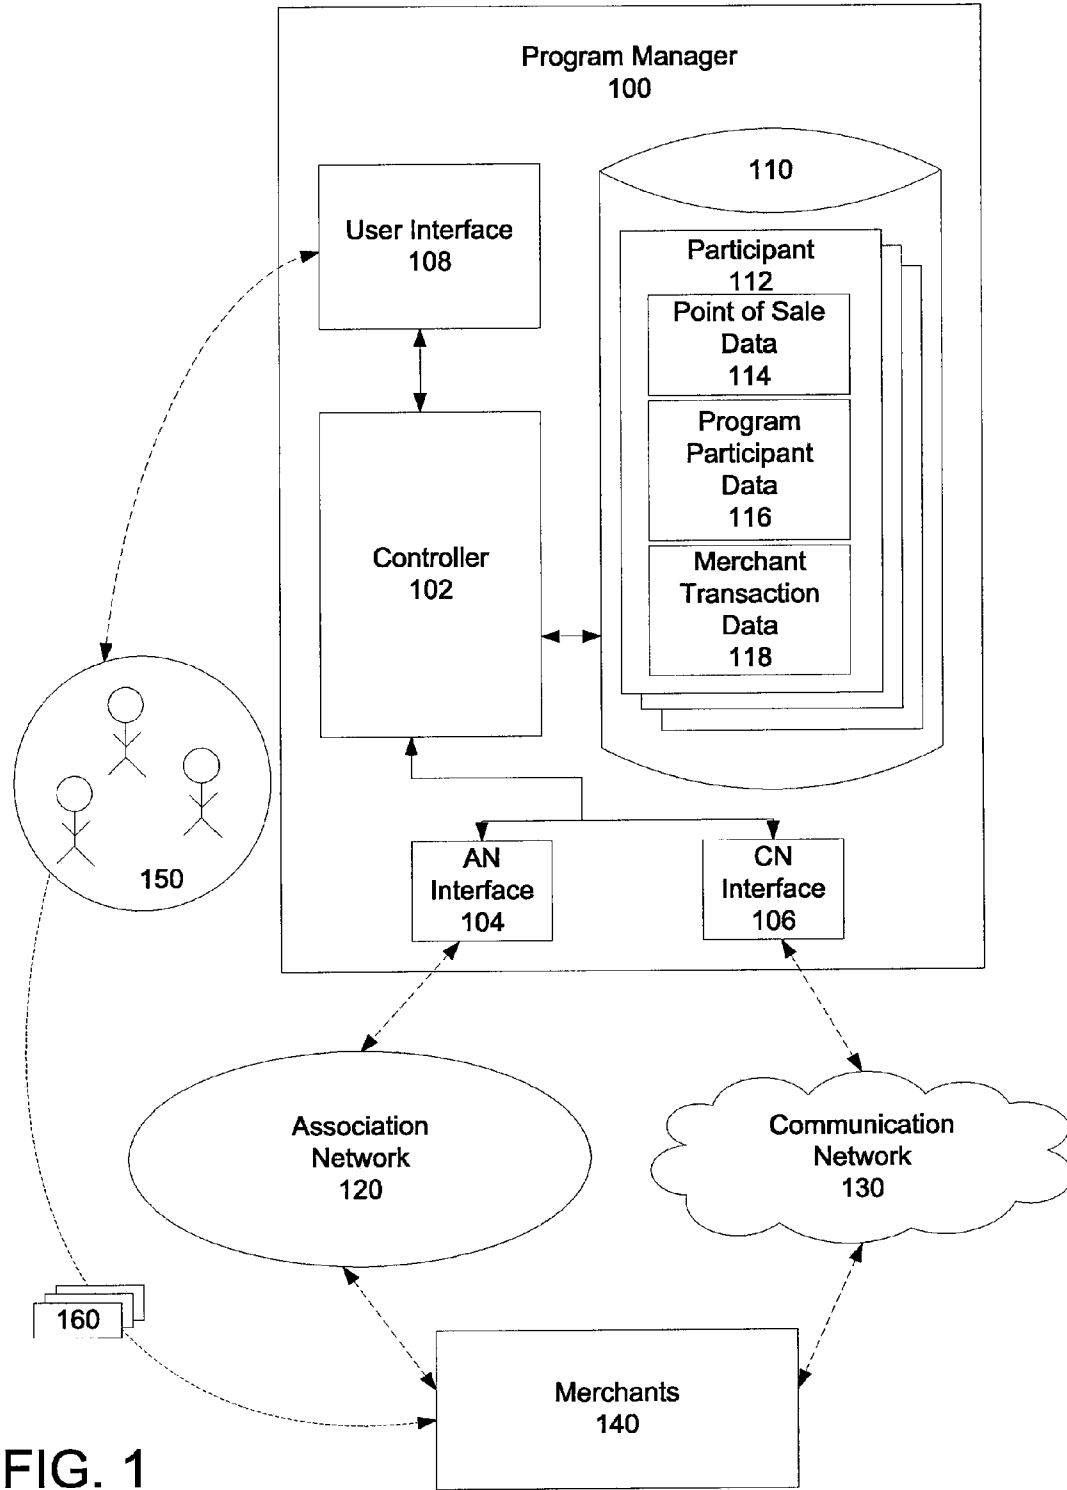 Program Manager
100
110
User Interface
108
Participant
112
Point of Sale
Data
114
Program
Participant
Data
116
Controller
102
Merchant
Transaction
Data
118
150
AN
Interface
104
CN
Interface
106
Association
Network
120
Communication
Network
130
160
Merchants
140
FIG. 1